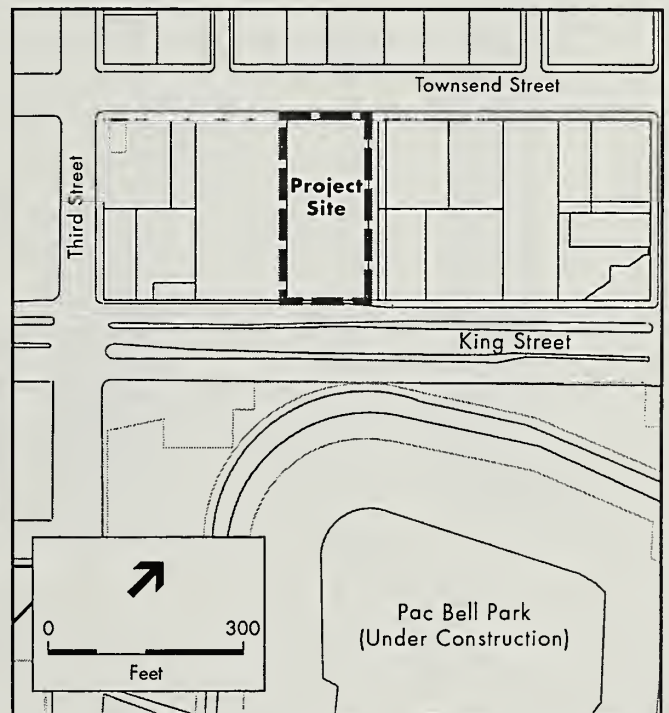 Townsend Street
Third Street
Project
Site
King Street
Pac Bell Park
(Under Construction)
0 300
Feet